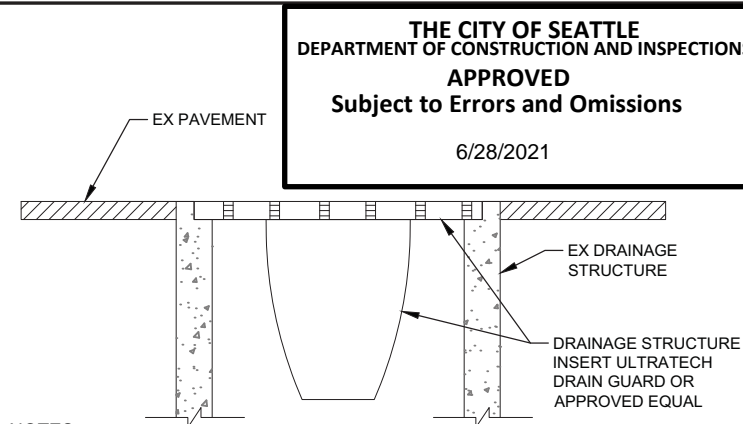 THE CITY OF SEATTLE
DEPARTMENT OF CONSTRUCTION AND INSPECTIONS
APPROVED
Subject to Errors and Omissions
6/28/2021
EX PAVEMENT
EX DRAINAGE
STRUCTURE
DRAINAGE STRUCTURE
INSERT ULTRATECH
DRAIN GUARD OR
APPROVED EQUAL